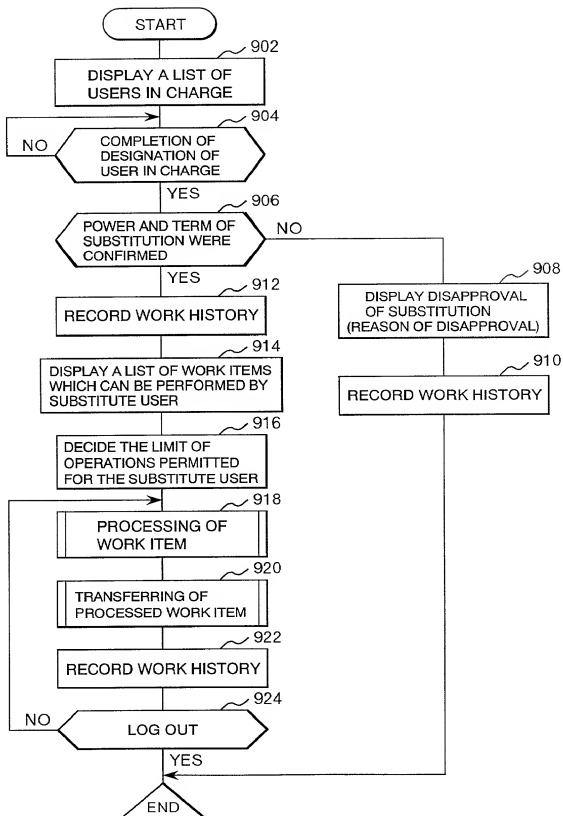 START
902
DISPLAY A LIST OF
USERS IN CHARGE
904
COMPLETION OF
DESIGNATION OF
USER IN CHARGE
NO
YES
906
POWER AND TERM OF
SUBSTITUTION WERE
CONFIRMED
NO
YES
908
DISPLAY DISAPPROVAL
OF SUBSTITUTION
(REASON OF DISAPPROVAL)
910
RECORD WORK HISTORY
912
RECORD WORK HISTORY
914
DISPLAY A LIST OF WORK ITEMS
WHICH CAN BE PERFORMED BY
SUBSTITUTE USER
916
DECIDE THE LIMIT OF
OPERATIONS PERMITTED
FOR THE SUBSTITUTE USER
918
PROCESSING OF
WORK ITEM
920
TRANSFERRING OF
PROCESSED WORK ITEM
922
RECORD WORK HISTORY
924
LOG OUT
NO
YES
END